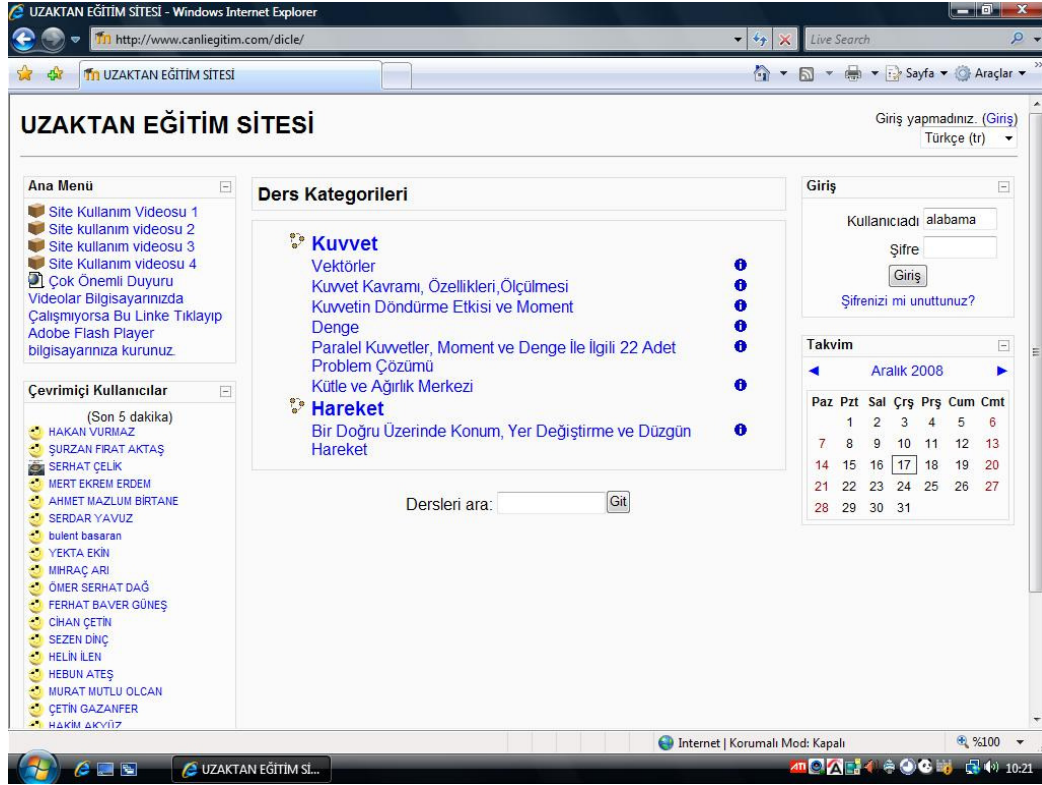 UZAKTAN EĞİTİM SİTESİ - Windows Internet Explorer
http://www.canliegitim.com/dicle/
Live Search
UZAKTAN EĞİTİM SİTESİ
Sayfa
Araçlar
UZAKTAN EĞİTİM SİTESİ
Giriş yapmadınız. (Giriş)
Türkçe (tr)
Ana Menü
Site Kullanım Videosu 1
Site kullanım videosu 2
Site kullanım videosu 3
Site Kullanım videosu 4
Çok Önemli Duyuru
Videolar Bilgisayarınızda
Çalışmıyorsa Bu Linke Tıklayıp
Adobe Flash Player
bilgisayarınıza kurunuz.
Çevrimiçi Kullanıcılar
(Son 5 dakika)
HAKAN VURMAZ
ŞURZAN FIRAT AKTAŞ
SERHAT ÇELİK
MERT EKREM ERDEM
AHMET MAZLUM BİRTANE
SERDAR YAVUZ
bulent basaran
YEKTA EKİN
MIHRAÇ ARI
ÖMER SERHAT DAĞ
FERHAT BAVER GÜNEŞ
CİHAN ÇETİN
SEZEN DİNÇ
HELİN İLEN
HEBUN ATEŞ
MURAT MUTLU OLCAN
ÇETİN GAZANFER
HAKİM AKYÜZ
Ders Kategorileri
Kuvvet
Vektörler
Kuvvet Kavramı, Özellikleri,Ölçülmesi
Kuvvetin Döndürme Etkisi ve Moment
Denge
Paralel Kuvvetler, Moment ve Denge İle İlgili 22 Adet
Problem Çözümü
Kütle ve Ağırlık Merkezi
Hareket
Bir Doğru Üzerinde Konum, Yer Değiştirme ve Düzgün
Hareket
Dersleri ara:
Git
Giriş
Kullanıcıadı alabama
Şifre
Giriş
Şifrenizi mi unuttunuz?
Takvim
Aralık 2008
Paz Pzt Sal Çrş Prş Cum Cmt
1 2 3 4 5 6
7 8 9 10 11 12 13
14 15 16 17 18 19 20
21 22 23 24 25 26 27
28 29 30 31
Internet | Korumalı Mod: Kapalı
%100
UZAKTAN EĞİTİM Sİ...
ATI
10:21